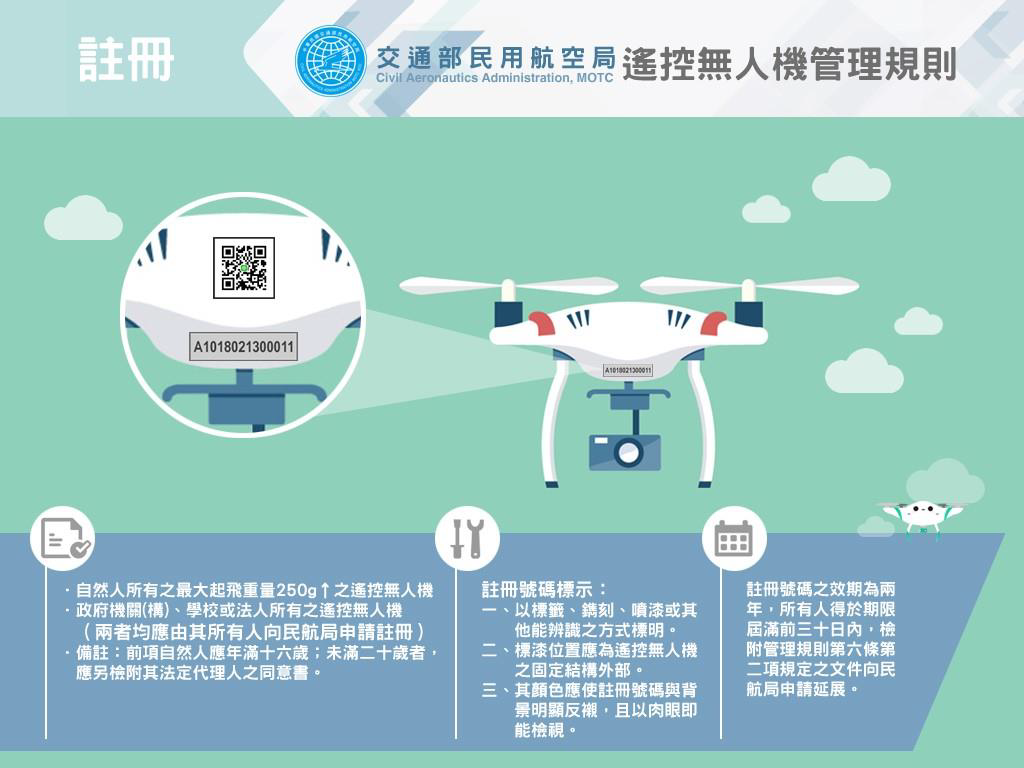 註冊
交通部民用航空局
Civil Aeronautics Administration, MOTC
遙控無人機管理規則
A1018021300011
A1018021300011
·自然人所有之最大起飛重量250g↑之遙控無人機
·政府機關(構)、學校或法人所有之遙控無人機
（兩者均應由其所有人向民航局申請註冊）
·備註：前項自然人應年滿十六歲；未滿二十歲者，
應另檢附其法定代理人之同意書。
註冊號碼標示：
一、以標籤、鐫刻、噴漆或其
他能辨識之方式標明。
二、標漆位置應為遙控無人機
之固定結構外部。
三、其顏色應使註冊號碼與背
景明顯反襯，且以肉眼即
能檢視。
註冊號碼之效期為兩
年，所有人得於期限
屆滿前三十日內，檢
附管理規則第六條第
二項規定之文件向民
航局申請延展。